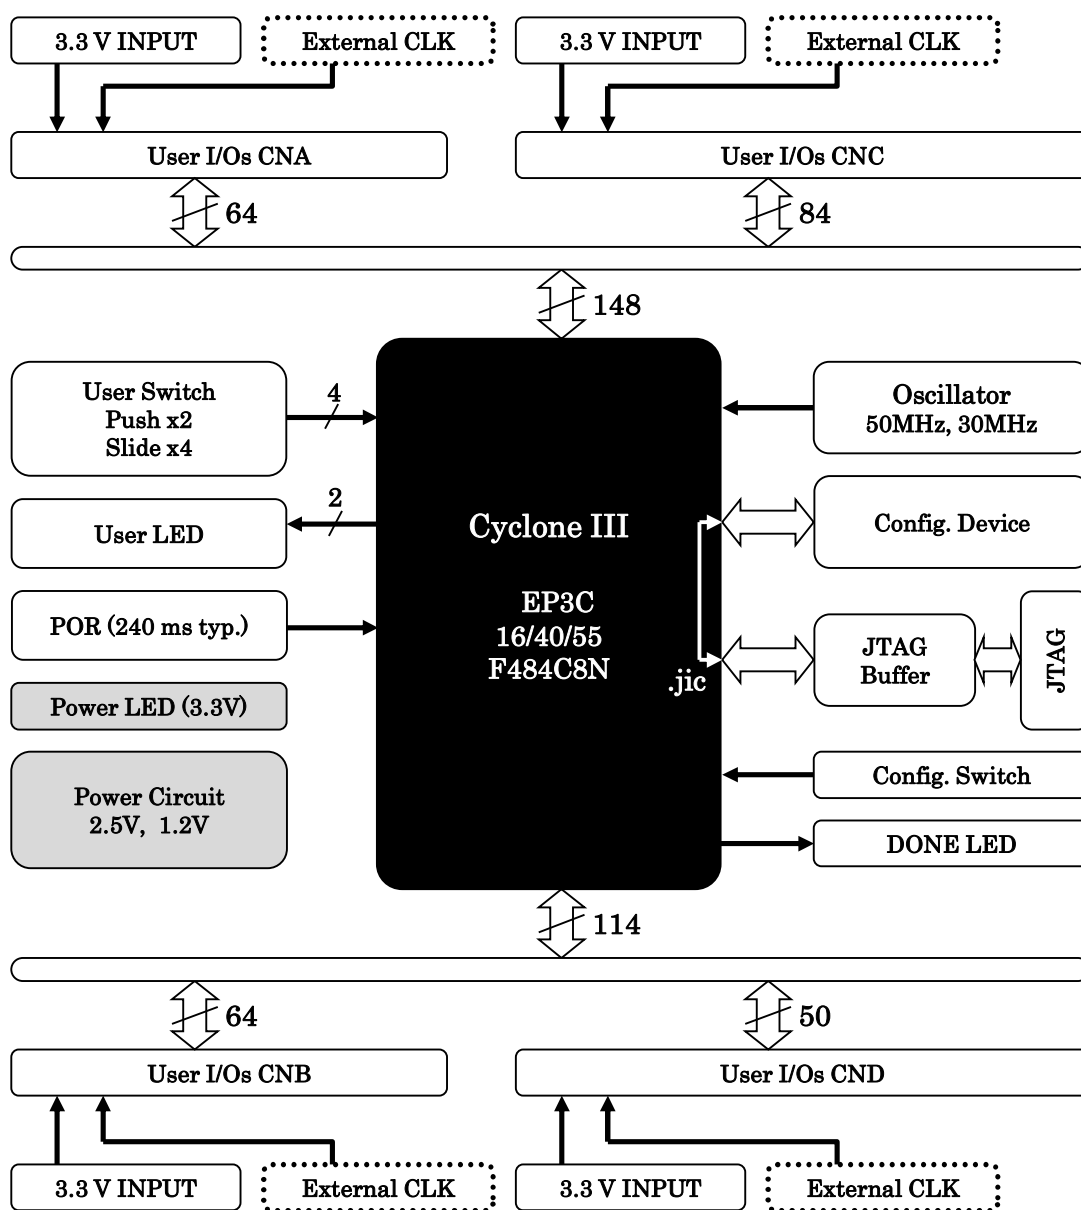 3.3 V INPUT
External CLK
3.3 V INPUT
External CLK
User I/Os CNA
User I/Os CNC
64
84
148
User Switch
Push x2
Slide x4
4
Oscillator
50MHz, 30MHz
User LED
2
Cyclone III
EP3C
16/40/55
F484C8N
Config. Device
POR (240 ms typ.)
.jic
JTAG
Buffer
JTAG
Power LED (3.3V)
Power Circuit
2.5V, 1.2V
Config. Switch
DONE LED
114
64
50
User I/Os CNB
User I/Os CND
3.3 V INPUT
External CLK
3.3 V INPUT
External CLK